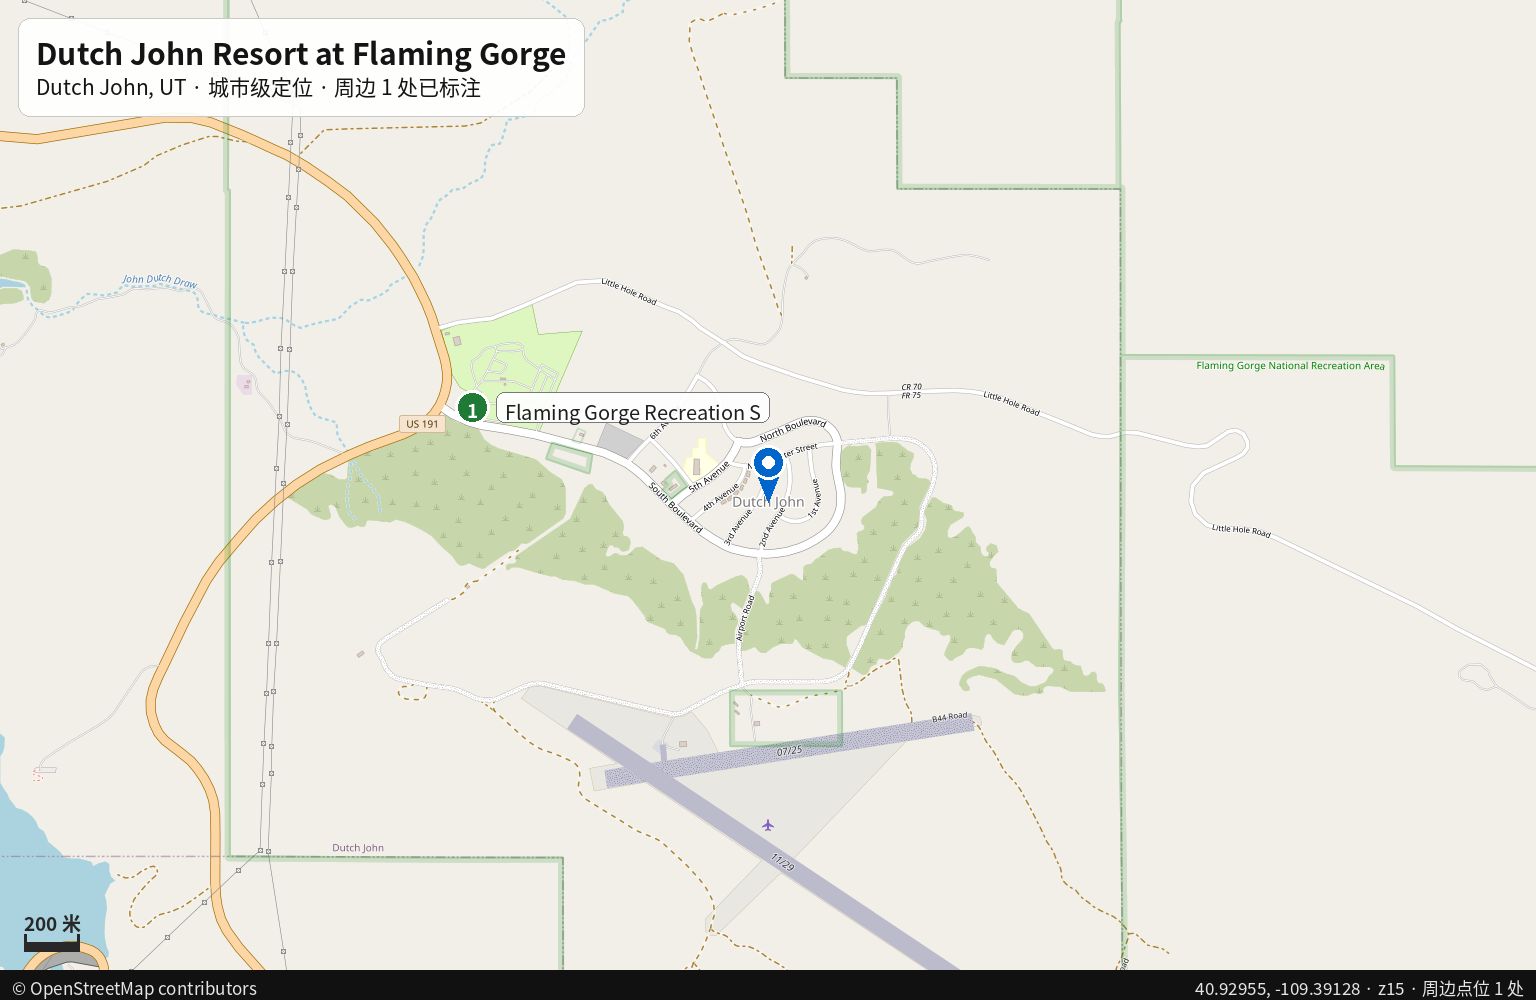 Dutch John Resort at Flaming Gorge
Dutch John, UT · 城市级定位 · 周边 1 处已标注
John Dutch Draw
Little Hole Road
Flaming Gorge National Recreation Area
CR 70
FR 75
Little Hole Road
Little Hole Road
US 191
1
Flaming Gorge Recreation S
6th A
North Boulevard
ter Street
5th Avenue
4th Avenue
3rd Avenue
2nd Avenue
1st Avenue
South Boulevard
Dutch John
Airport Road
B44 Road
07/25
11/29
Dutch John
200 米
© OpenStreetMap contributors
40.92955, -109.39128 · z15 · 周边点位 1 处